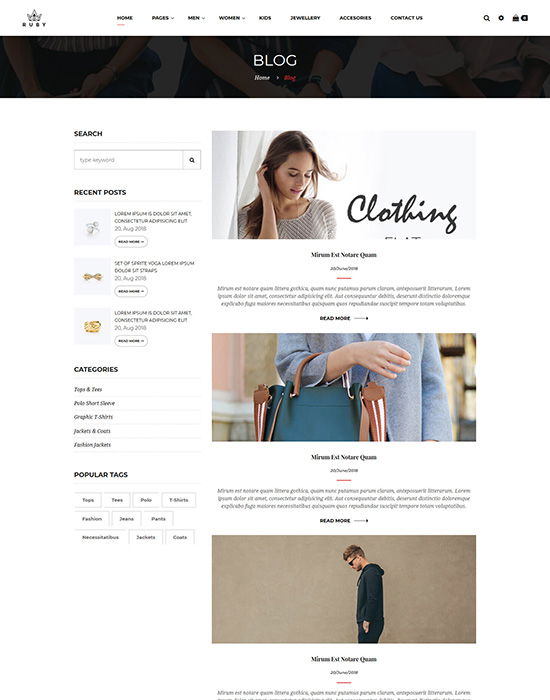 RUBY
HOME PAGES MEN WOMEN KIDS JEWELLERY ACCESORIES CONTACT US 0
BLOG
Home > Blog
SEARCH
type keyword
RECENT POSTS
LOREM IPSUM IS DOLOR SIT AMET,
CONSECTETUR ADIPISICING ELIT
20, Aug 2018
READ MORE
SET OF SPRITE YOGA LOREM IPSUM
DOLOR SIT STRAPS
20, Aug 2018
READ MORE
LOREM IPSUM IS DOLOR SIT AMET,
CONSECTETUR ADIPISICING ELIT
20, Aug 2018
READ MORE
CATEGORIES
Tops & Tees
Polo Short Sleeve
Graphic T-Shirts
Jackets & Coats
Fashion Jackets
POPULAR TAGS
Tops Tees Polo T-Shirts
Fashion Jeans Pants
Necessitatibus Jackets Coats
Clothing
Mirum Est Notare Quam
20/June/2018
Mirum est notare quam littera gothica, quam nunc putamus parum claram, anteposuerit litterarum. Lorem
ipsum dolor sit amet, consectetur adipisicing elit. Aut consequuntur debitis, deserunt distinctio doloremque
explicabo fuga maiores natus quasi quos repudiandae suscipit tempore totam voluptatibus.
READ MORE
Mirum Est Notare Quam
20/June/2018
Mirum est notare quam littera gothica, quam nunc putamus parum claram, anteposuerit litterarum. Lorem
ipsum dolor sit amet, consectetur adipisicing elit. Aut consequuntur debitis, deserunt distinctio doloremque
explicabo fuga maiores natus quasi quos repudiandae suscipit tempore totam voluptatibus.
READ MORE
Mirum Est Notare Quam
20/June/2018
Mirum est notare quam littera gothica, quam nunc putamus parum claram, anteposuerit litterarum. Lorem